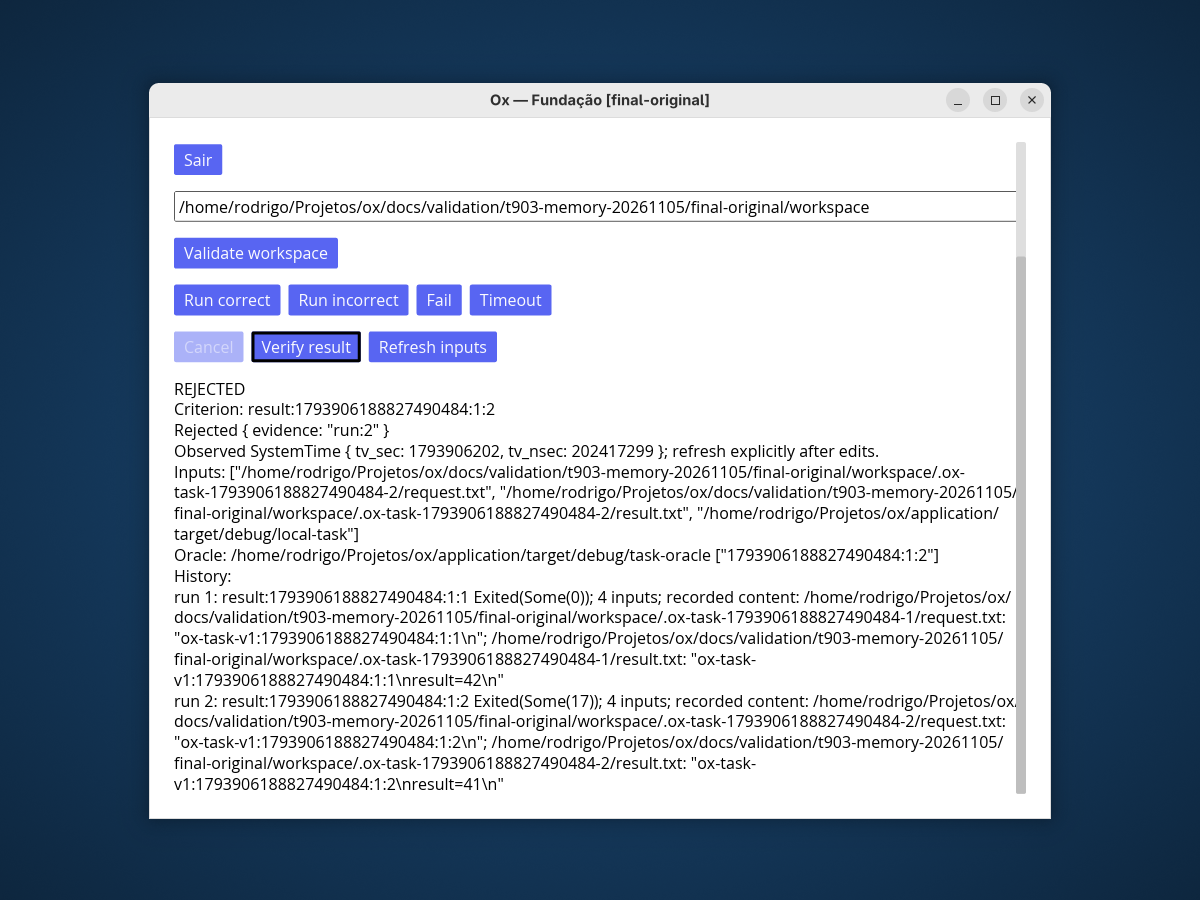 Ox — Fundação [final-original]
Sair
/home/rodrigo/Projetos/ox/docs/validation/t903-memory-20261105/final-original/workspace
Validate workspace
Run correct Run incorrect Fail Timeout
Cancel Verify result Refresh inputs
REJECTED
Criterion: result:1793906188827490484:1:2
Rejected { evidence: "run:2" }
Observed SystemTime { tv_sec: 1793906202, tv_nsec: 202417299 }; refresh explicitly after edits.
Inputs: ["/home/rodrigo/Projetos/ox/docs/validation/t903-memory-20261105/final-original/workspace/.ox-
task-1793906188827490484-2/request.txt", "/home/rodrigo/Projetos/ox/docs/validation/t903-memory-20261105/
final-original/workspace/.ox-task-1793906188827490484-2/result.txt", "/home/rodrigo/Projetos/ox/application/
target/debug/local-task"]
Oracle: /home/rodrigo/Projetos/ox/application/target/debug/task-oracle ["1793906188827490484:1:2"]
History:
run 1: result:1793906188827490484:1:1 Exited(Some(0)); 4 inputs; recorded content: /home/rodrigo/Projetos/ox/
docs/validation/t903-memory-20261105/final-original/workspace/.ox-task-1793906188827490484-1/request.txt:
"ox-task-v1:1793906188827490484:1:1\n"; /home/rodrigo/Projetos/ox/docs/validation/t903-memory-20261105/
final-original/workspace/.ox-task-1793906188827490484-1/result.txt: "ox-task-
v1:1793906188827490484:1:1\nresult=42\n"
run 2: result:1793906188827490484:1:2 Exited(Some(17)); 4 inputs; recorded content: /home/rodrigo/Projetos/ox/
docs/validation/t903-memory-20261105/final-original/workspace/.ox-task-1793906188827490484-2/request.txt:
"ox-task-v1:1793906188827490484:1:2\n"; /home/rodrigo/Projetos/ox/docs/validation/t903-memory-20261105/
final-original/workspace/.ox-task-1793906188827490484-2/result.txt: "ox-task-
v1:1793906188827490484:1:2\nresult=41\n"